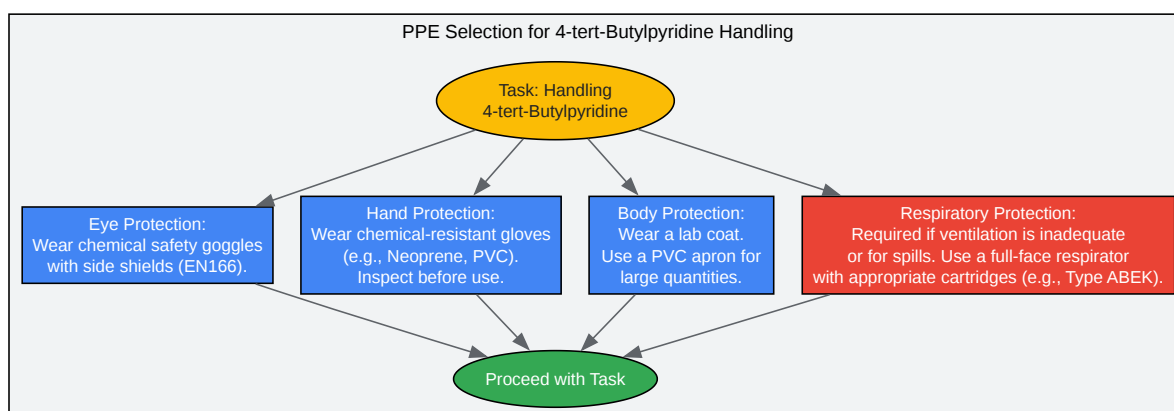 PPE Selection for 4-tert-Butylpyridine Handling
Task: Handling
4-tert-Butylpyridine
Eye Protection:
Wear chemical safety goggles
with side shields (EN166).
Hand Protection:
Wear chemical-resistant gloves
(e.g., Neoprene, PVC).
Inspect before use.
Body Protection:
Wear a lab coat.
Use a PVC apron for
large quantities.
Respiratory Protection:
Required if ventilation is inadequate
or for spills. Use a full-face respirator
with appropriate cartridges (e.g., Type ABEK).
Proceed with Task